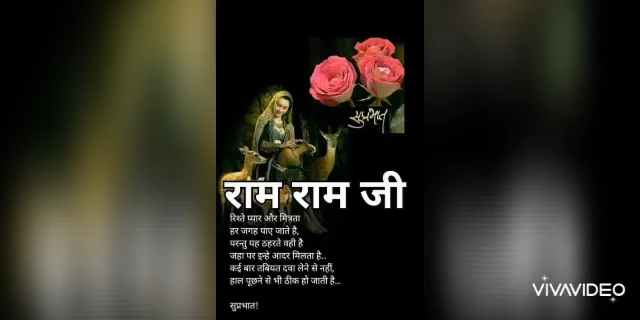 सुप्रभात
राम राम जी
रिश्ते प्यार और मित्रता
हर जगह पाए जाते है,
परन्तु यह ठहरते वही है
जहा पर इन्हे आदर मिलता है..
कई बार तबियत दवा लेने से नहीं,
हाल पूछने से भी ठीक हो जाती है...
सुप्रभात!
VIVAVIDEO